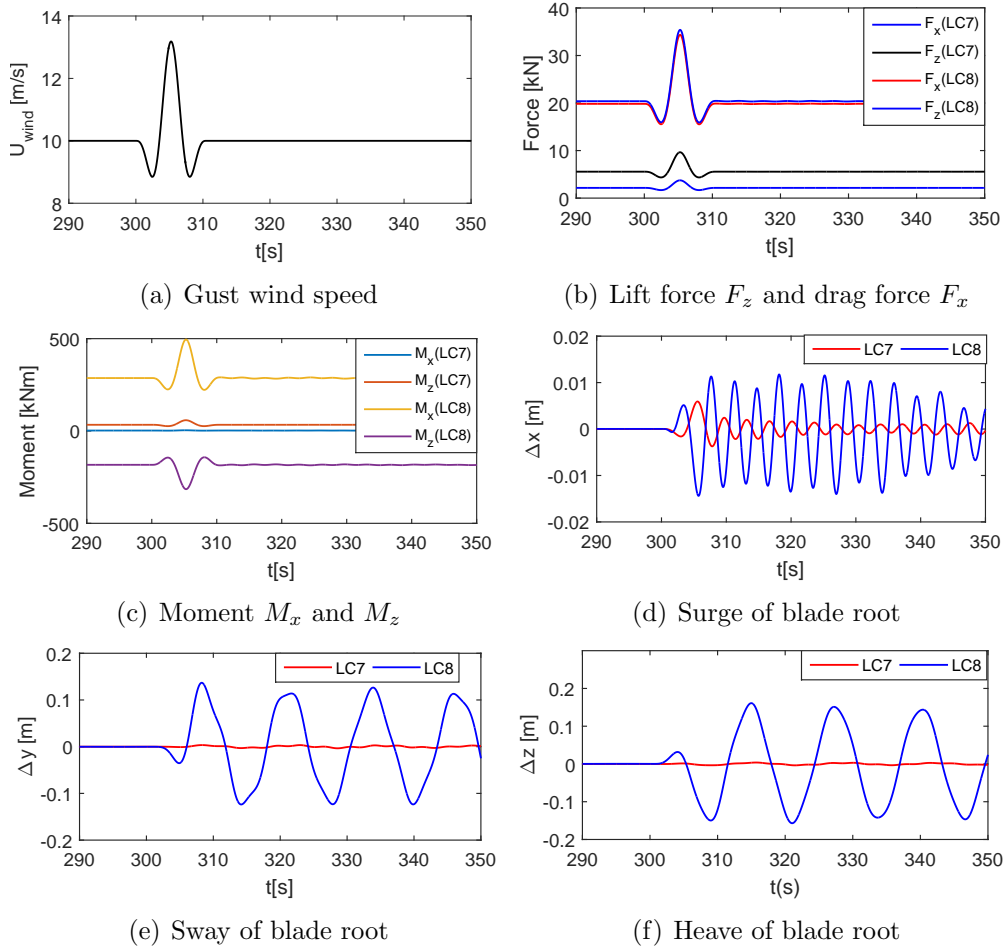 14
12
10
8
U_wind [m/s]
290 300 310 320 330 340 350
t[s]
(a) Gust wind speed
40
30
20
10
0
Force [kN]
F_x(LC7)
F_z(LC7)
F_x(LC8)
F_z(LC8)
290 300 310 320 330 340 350
t[s]
(b) Lift force F_z and drag force F_x
500
0
-500
Moment [kNm]
M_x(LC7)
M_z(LC7)
M_x(LC8)
M_z(LC8)
290 300 310 320 330 340 350
t[s]
(c) Moment M_x and M_z
0.02
0.01
0
-0.01
-0.02
Δx [m]
LC7 LC8
290 300 310 320 330 340 350
t[s]
(d) Surge of blade root
0.2
0.1
0
-0.1
-0.2
Δy [m]
LC7 LC8
290 300 310 320 330 340 350
t[s]
(e) Sway of blade root
0.2
0.1
0
-0.1
-0.2
Δz [m]
LC7 LC8
290 300 310 320 330 340 350
t(s)
(f) Heave of blade root